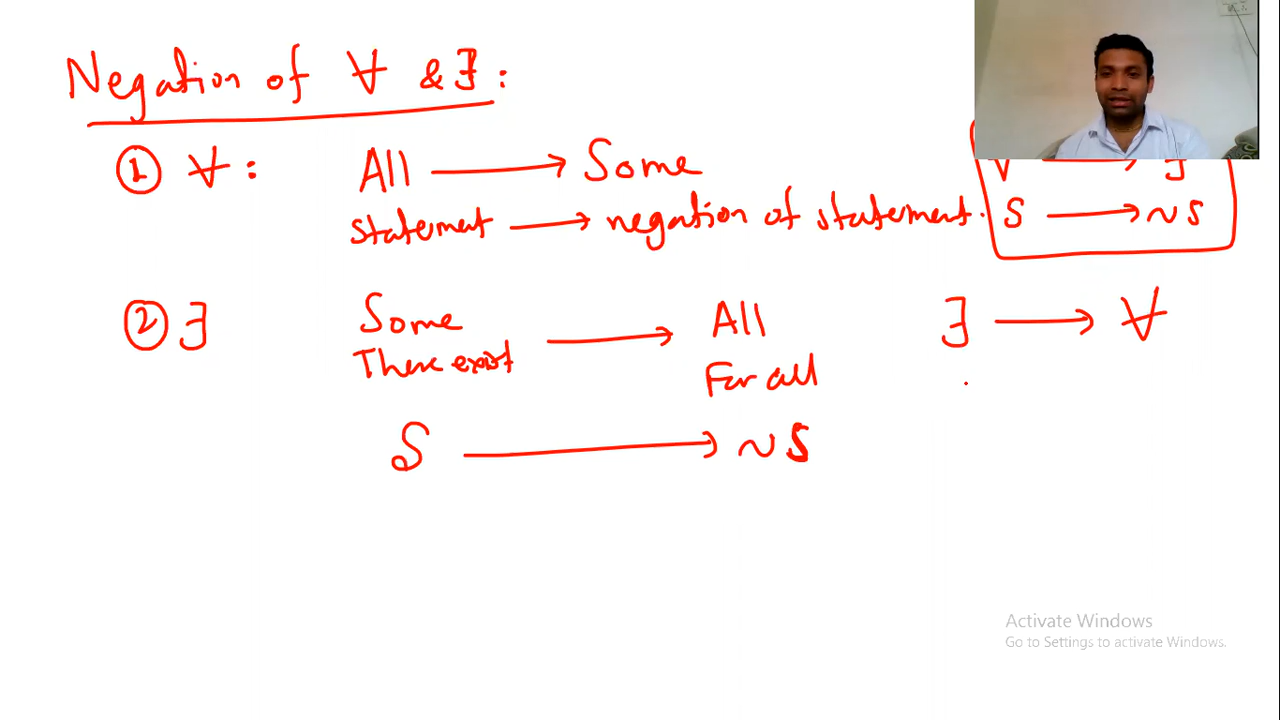 Negation of ∀ & ∃ :
① ∀ : All → Some
statement → negation of statement.
∃
S → ~S
② ∃ Some → All ∃ → ∀
There exist For all
S → ~S
Activate Windows
Go to Settings to activate Windows.